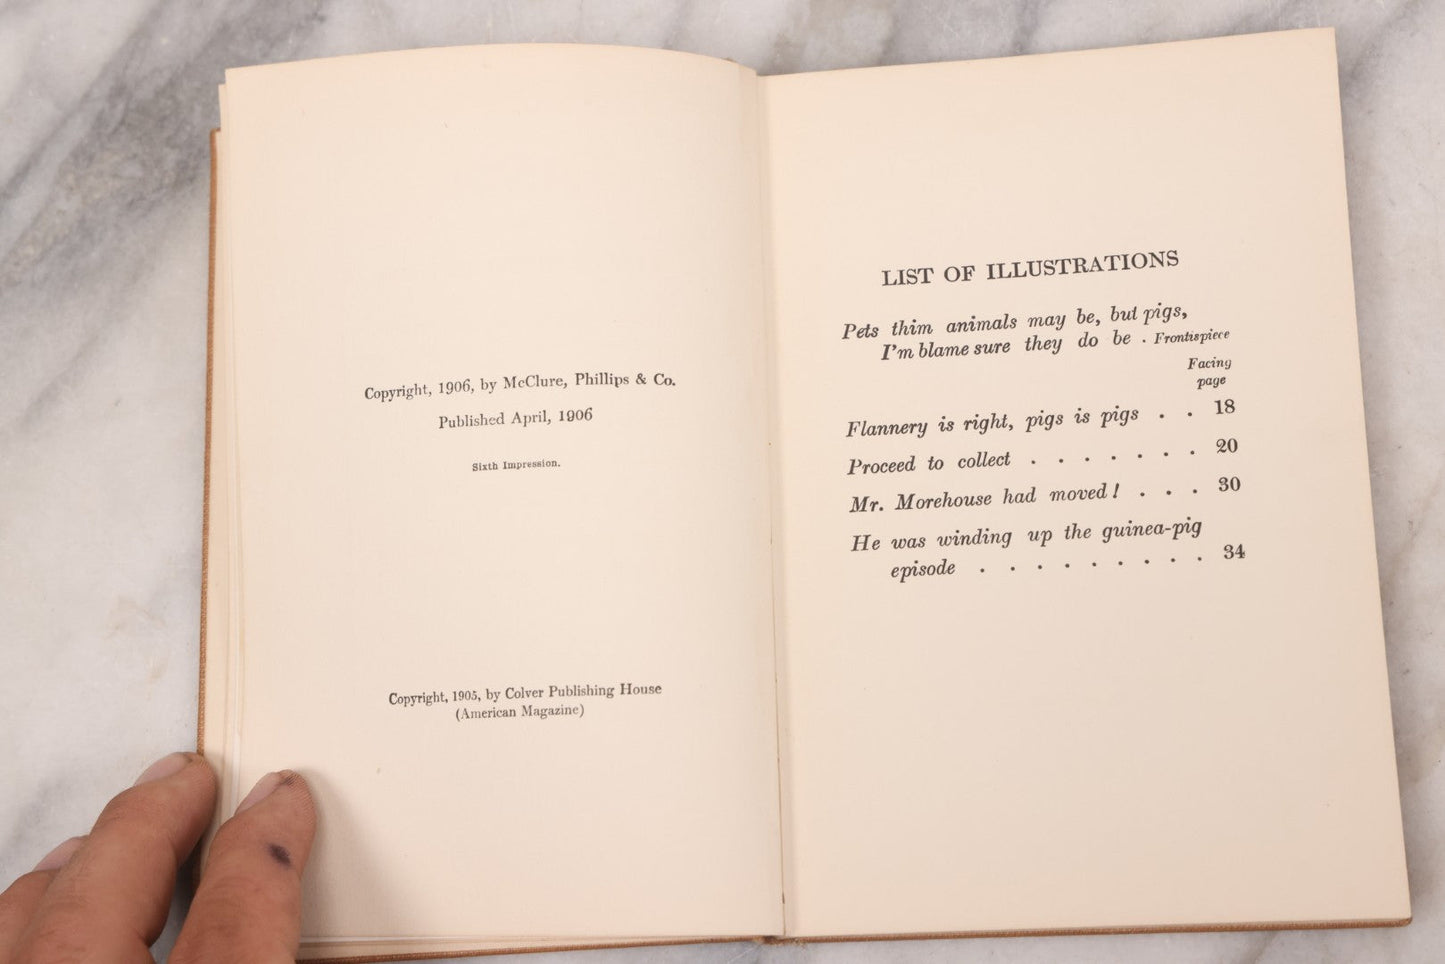 Copyright, 1906, by McClure, Phillips & Co.
Published April, 1906
Sixth Impression.
Copyright, 1905, by Colver Publishing House
(American Magazine)
LIST OF ILLUSTRATIONS
Pets thim animals may be, but pigs,
I'm blame sure they do be . Frontispiece
Facing
page
Flannery is right, pigs is pigs . . 18
Proceed to collect . . . . . . . 20
Mr. Morehouse had moved! . . . 30
He was winding up the guinea-pig
episode . . . . . . . . . 34